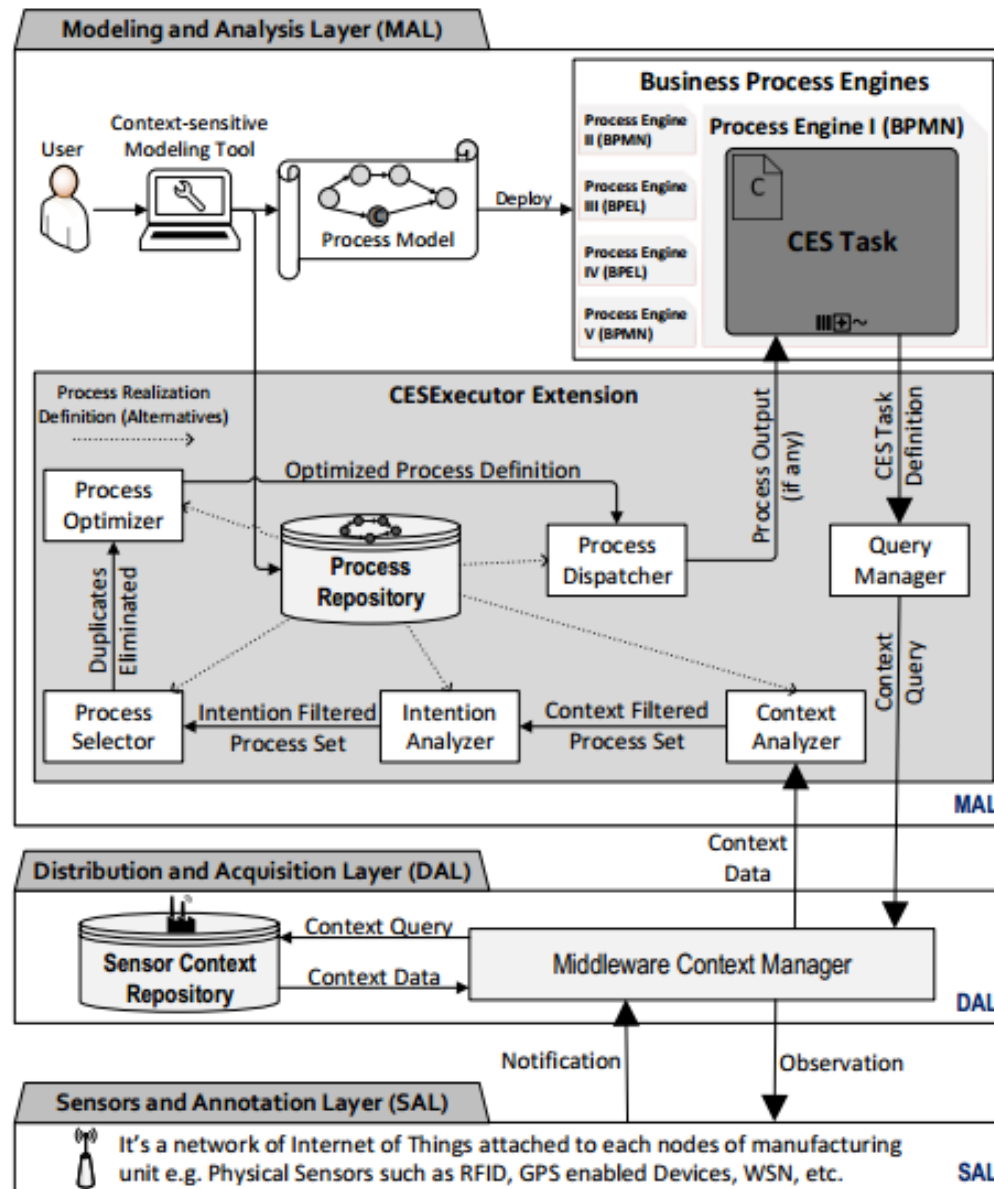 Modeling and Analysis Layer (MAL)
User
Context-sensitive
Modeling Tool
Process Model
Deploy
Business Process Engines
Process Engine
II (BPMN)
Process Engine
III (BPEL)
Process Engine
IV (BPEL)
Process Engine
V (BPMN)
Process Engine I (BPMN)
C
CES Task
Process Realization
Definition (Alternatives)
CESExecutor Extension
Process Output
(if any)
CES Task
Definition
Optimized Process Definition
Process
Optimizer
Process
Repository
Process
Dispatcher
Query
Manager
Duplicates
Eliminated
Context
Query
Process
Selector
Intention Filtered
Process Set
Intention
Analyzer
Context Filtered
Process Set
Context
Analyzer
MAL
Context
Data
Distribution and Acquisition Layer (DAL)
Sensor Context
Repository
Context Query
Context Data
Middleware Context Manager
DAL
Notification
Observation
Sensors and Annotation Layer (SAL)
It's a network of Internet of Things attached to each nodes of manufacturing
unit e.g. Physical Sensors such as RFID, GPS enabled Devices, WSN, etc.
SAL